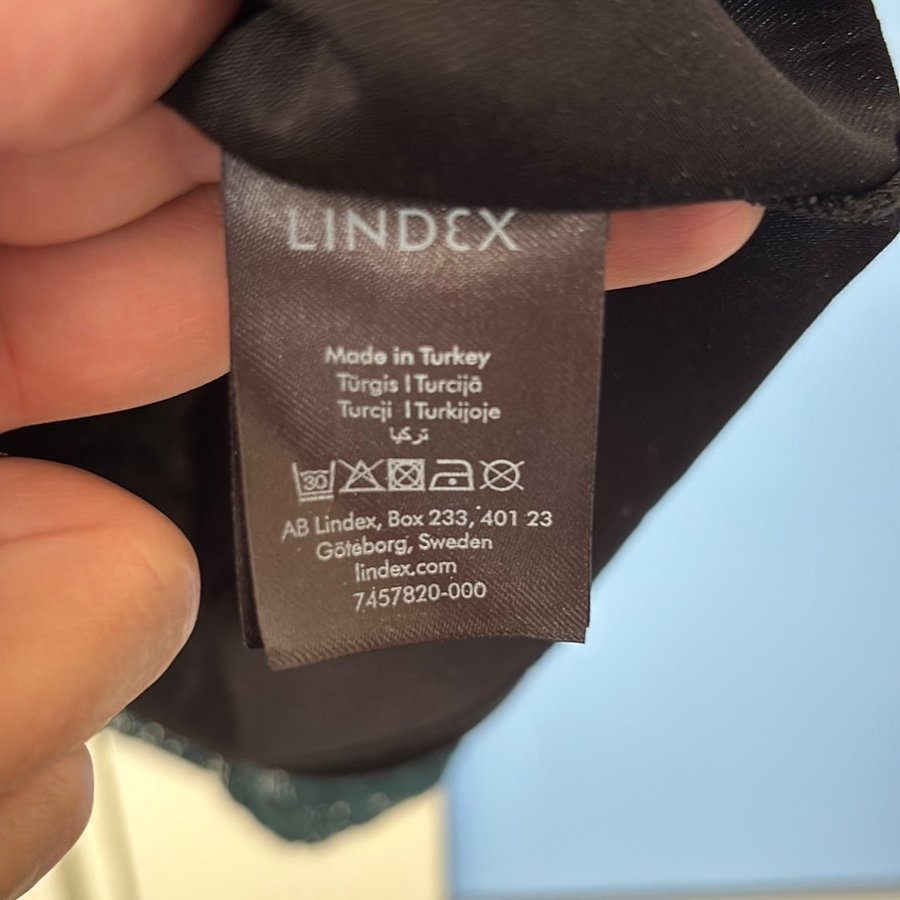 LINDEX
Made in Turkey
Türgis | Turcijā
Turcji | Turkijoje
تركيا
30
AB Lindex, Box 233, 401 23
Göteborg, Sweden
lindex.com
7457820-000